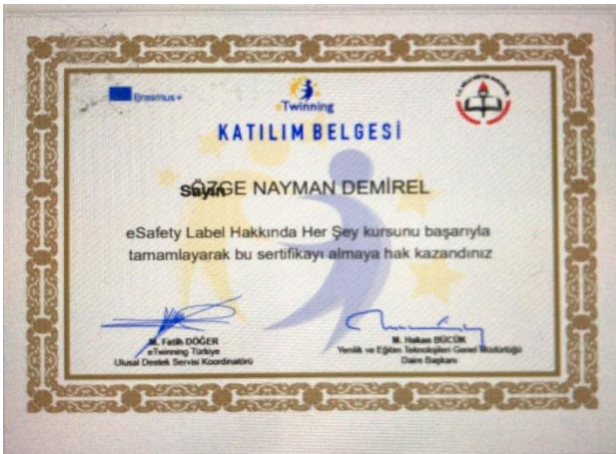 Erasmus+
eTwinning
KATILIM BELGESİ
Sayın ÖZGE NAYMAN DEMİREL
eSafety Label Hakkında Her Şey kursunu başarıyla
tamamlayarak bu sertifikayı almaya hak kazandınız
M. Fatih DÖĞER
eTwinning Türkiye
Ulusal Destek Servisi Koordinatörü
M. Hakan BÜCÜK
Yenilik ve Eğitim Teknolojileri Genel Müdürlüğü
Daire Başkanı